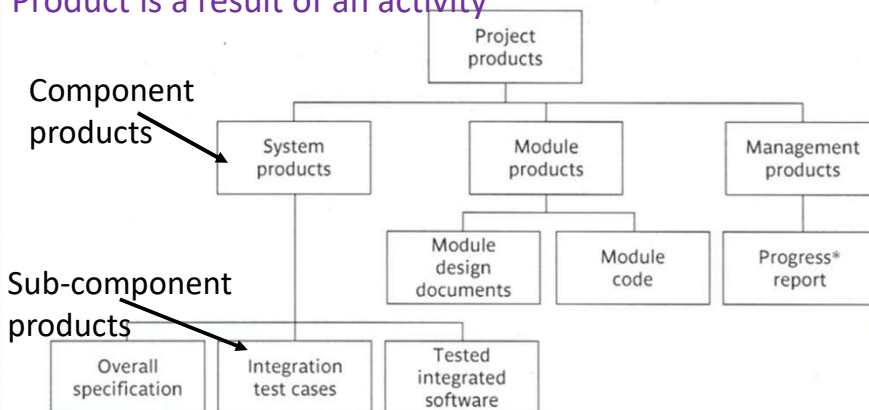 Product is a result of an activity
Project
products
Component
products
System
products
Module
products
Management
products
Module
design
documents
Module
code
Progress*
report
Sub-component
products
Overall
specification
Integration
test cases
Tested
integrated
software